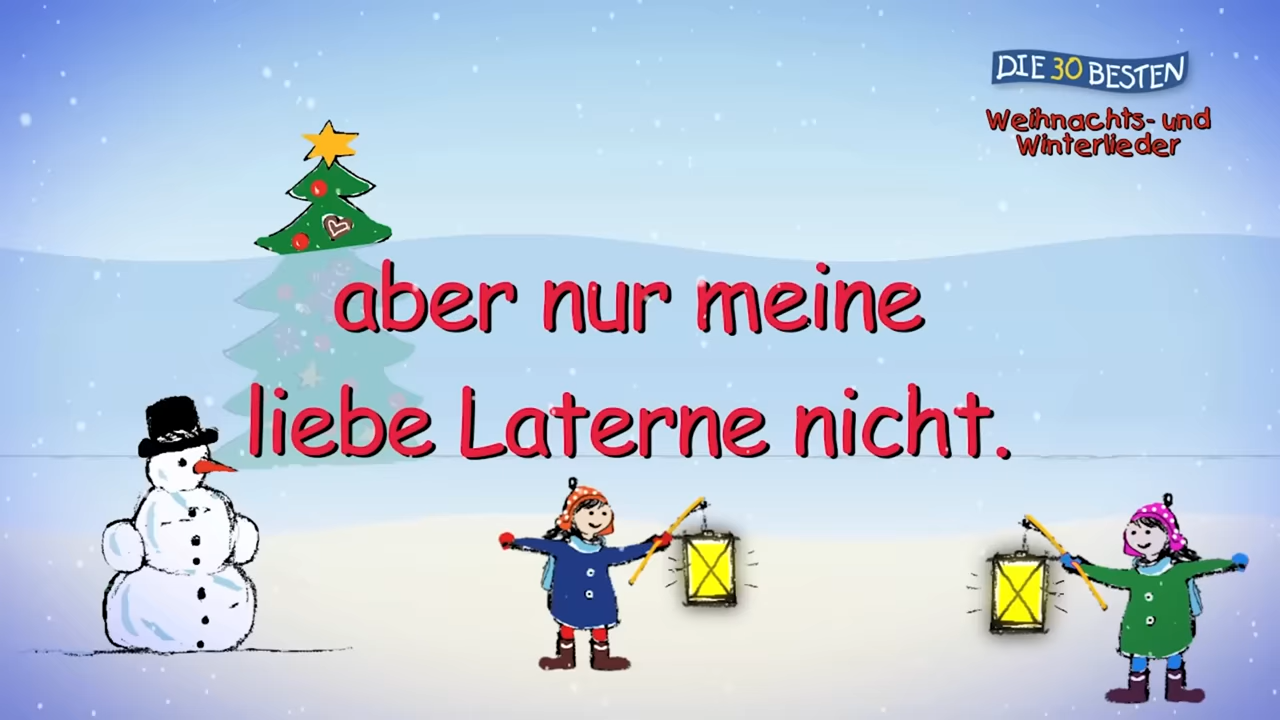 DIE 30 BESTEN
Weihnachts- und
Winterlieder
aber nur meine
liebe Laterne nicht.